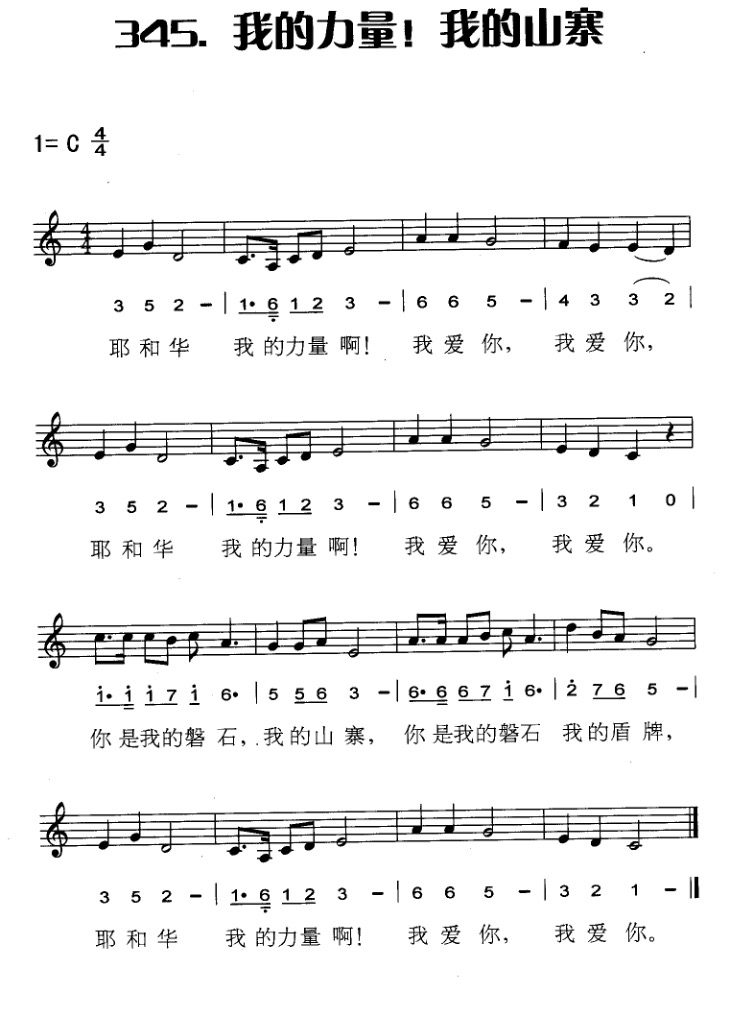 345. 我的力量! 我的山寨
1= C 4/4
3 5 2 - | 1· 6 1 2 3 - | 6 6 5 - | 4 3 3 2 |
耶和华 我的力量啊! 我爱你, 我爱你,
3 5 2 - | 1· 6 1 2 3 - | 6 6 5 - | 3 2 1 0 |
耶和华 我的力量啊! 我爱你, 我爱你。
1· 1 1 7 1 6· | 5 5 6 3 - | 6· 6 6 7 1 6· | 2 7 6 5 - |
你是我的磐石, 我的山寨, 你是我的磐石 我的盾牌,
3 5 2 - | 1· 6 1 2 3 - | 6 6 5 - | 3 2 1 - ‖
耶和华 我的力量啊! 我爱你, 我爱你。